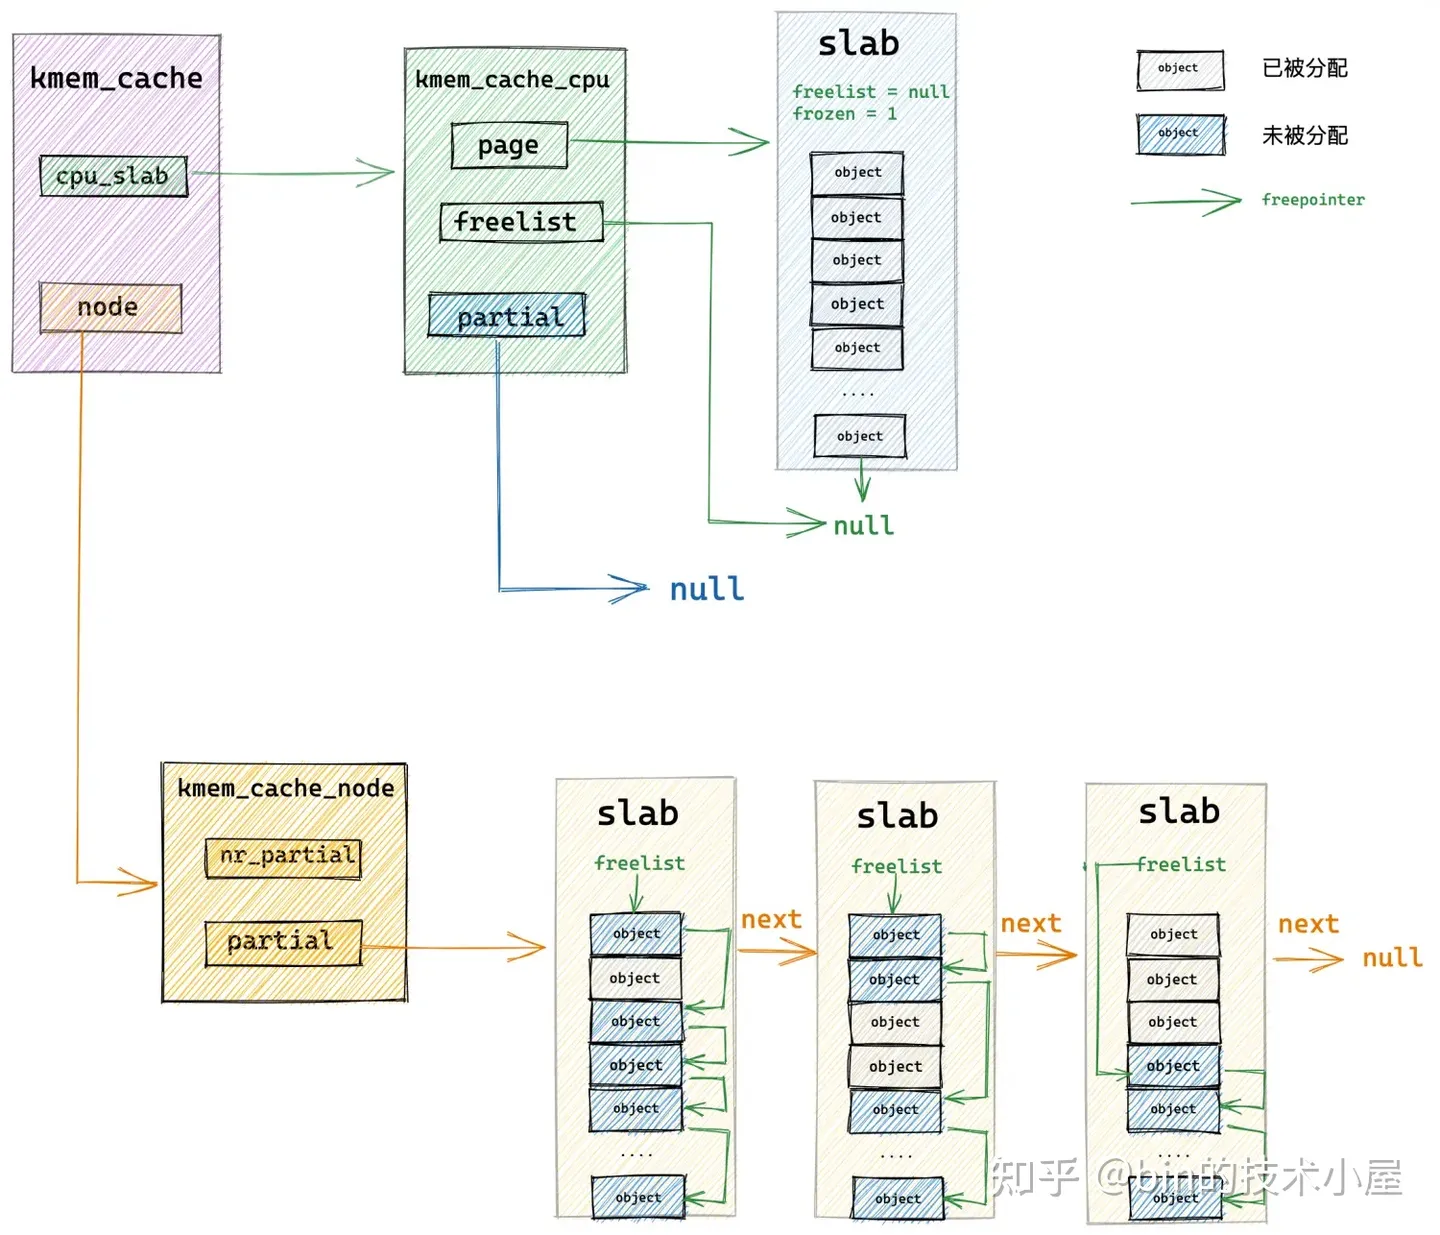 kmem_cache
cpu_slab
node
kmem_cache_cpu
page
freelist
partial
slab
freelist = null
frozen = 1
object
object
object
object
object
....
object
null
null
object
已被分配
object
未被分配
freepointer
kmem_cache_node
nr_partial
partial
slab
freelist
object
object
object
object
object
....
object
next
slab
freelist
object
object
object
object
object
....
object
next
slab
freelist
object
object
object
object
object
....
object
next
null
知乎 @bin的技术小屋